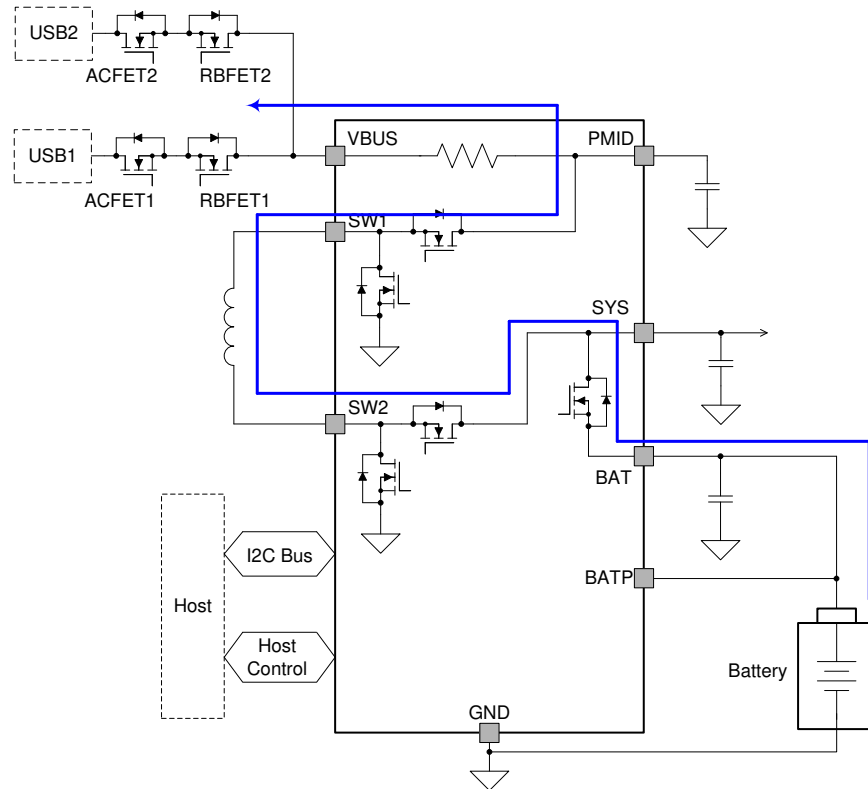 USB2
ACFET2
RBFET2
USB1
ACFET1
RBFET1
VBUS
PMID
SW1
SYS
SW2
BAT
I2C Bus
BATP
Host
Host
Control
Battery
GND